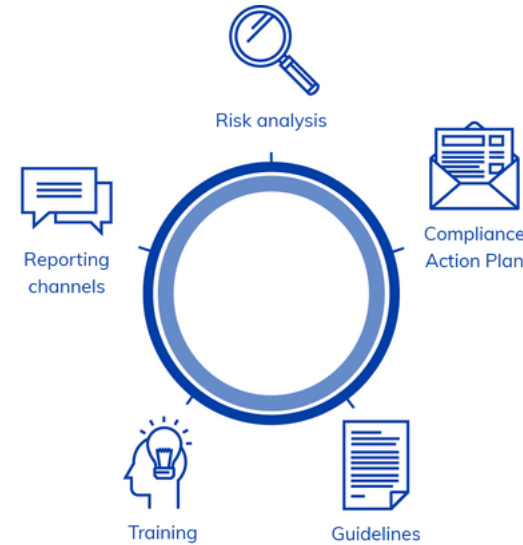 Risk analysis
Compliance
Action Plan
Reporting
channels
Training
Guidelines